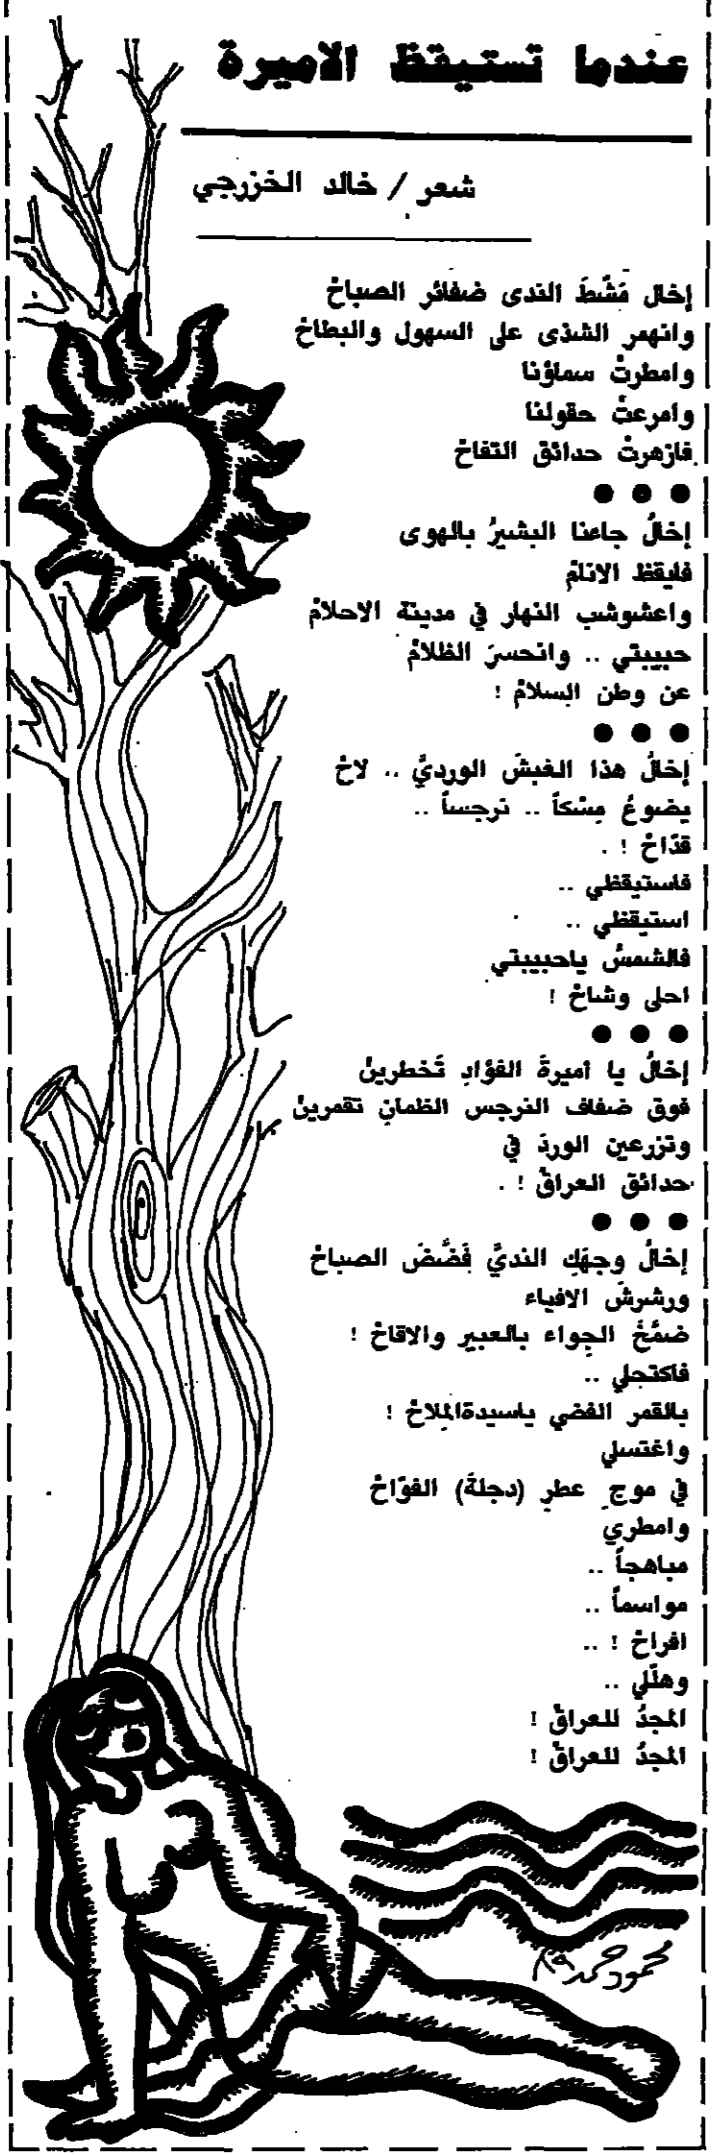 عندما تستيقظ الاميرة
شعر / خالد الخزرجي
إخال مَشَّطَ الندى ضفائر الصباحْ
وانهمر الشذى على السهول والبطاحْ
وامطرتْ سماؤنا
وامرعتْ حقولنا
فازهرتْ حدائق التفاحْ
● ● ●
إخالُ جاءنا البشيرُ بالهوى
فايقظ الانامْ
واعشوشب النهار في مدينة الاحلامْ
حبيبتي .. وانحسرَ الظلامْ
عن وطن السلامْ !
● ● ●
إخالُ هذا الغبشَ الورديَّ .. لاحْ
يضوعُ مِسْكاً .. نرجساً ..
قدّاحْ ! .
فاستيقظي ..
استيقظي ..
فالشمسُ ياحبيبتي
احلى وشاحْ !
● ● ●
إخالُ يا أميرةَ الفؤادِ تَخطرينْ
فوق ضفاف النرجس الظمانِ تقمرينْ
وتزرعين الوردَ في
حدائق العراقْ ! .
● ● ●
إخالُ وجهَكِ النديَّ فَضَّضَ الصباحْ
ورشرشَ الافياء
ضمَّخَ الجواء بالعبير والاقاحْ !
فاكتحلي ..
بالقمر الفضي ياسيدةالملاحْ !
واغتسلي
في موج عطرِ (دجلةَ) الفوّاحْ
وامطري
مباهجاً ..
مواسماً ..
افراحْ ! ..
وهلّلي ..
المجدُ للعراقْ !
المجدُ للعراقْ !
محمود حمد